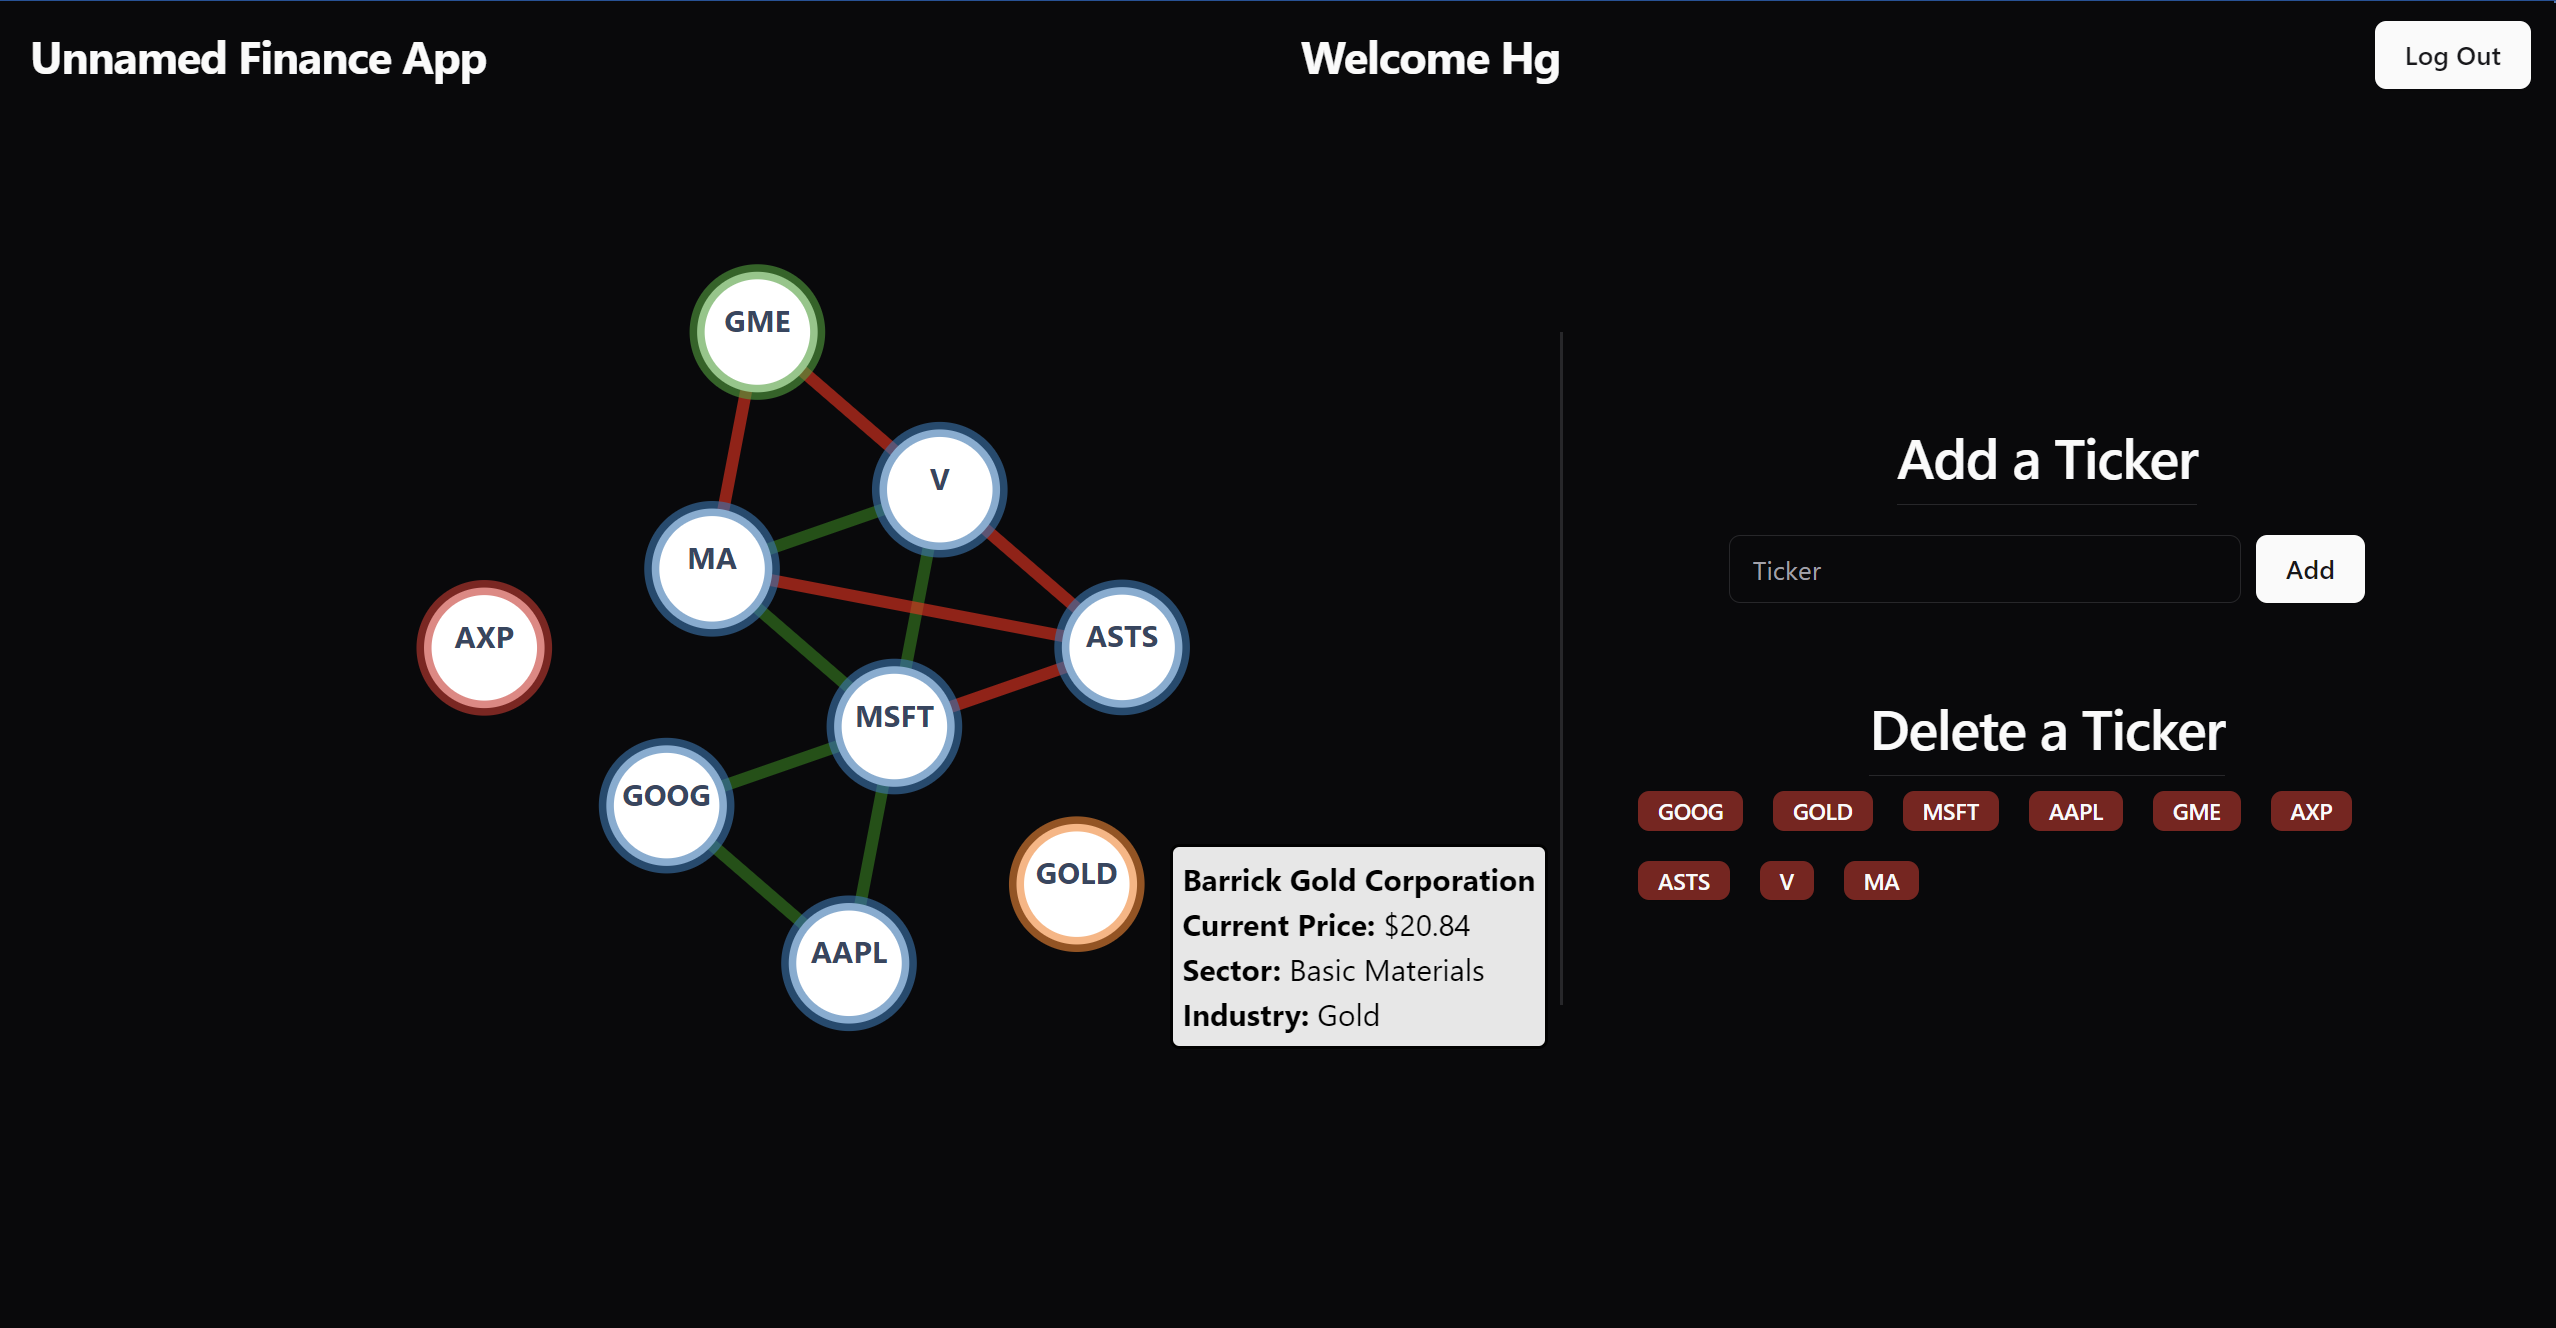 Unnamed Finance App
Welcome Hg
Log Out
GME
V
MA
AXP
ASTS
MSFT
GOOG
GOLD
AAPL
Barrick Gold Corporation
Current Price: $20.84
Sector: Basic Materials
Industry: Gold
Add a Ticker
Ticker
Add
Delete a Ticker
GOOG GOLD MSFT AAPL GME AXP
ASTS V MA